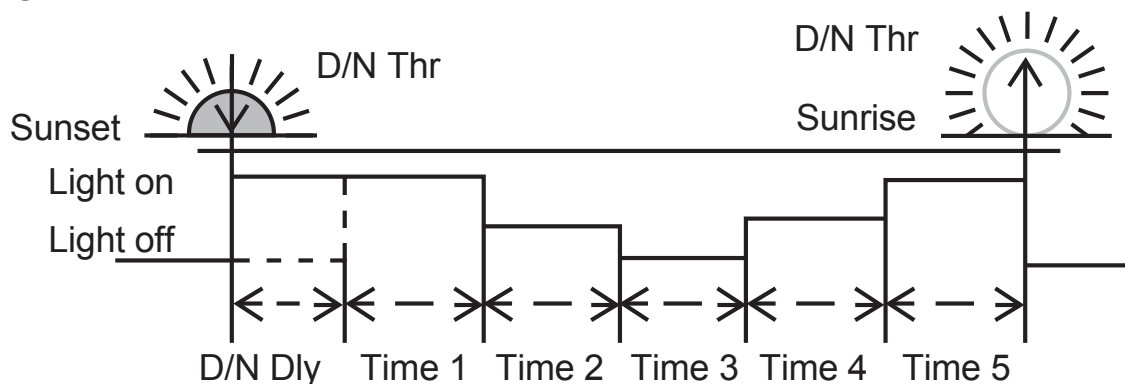 D/N Thr
D/N Thr
Sunset
Sunrise
Light on
Light off
D/N Dly Time 1 Time 2 Time 3 Time 4 Time 5